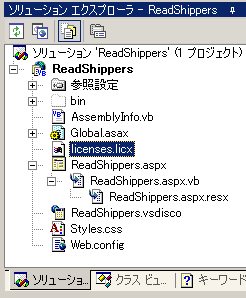 ソリューション エクスプローラ - ReadShippers
ソリューション 'ReadShippers' (1 プロジェクト)
ReadShippers
参照設定
bin
AssemblyInfo.vb
Global.asax
licenses.licx
ReadShippers.aspx
ReadShippers.aspx.vb
ReadShippers.aspx.resx
ReadShippers.vsdisco
Styles.css
Web.config
ソリューショ... クラス ビュ... キーワード